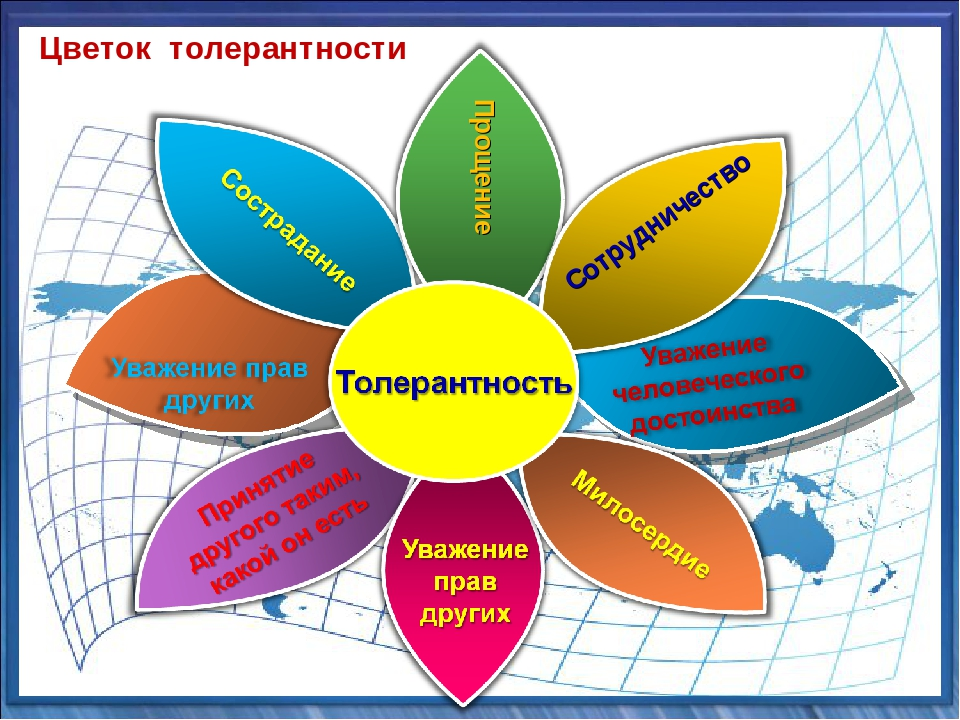 Цветок толерантности
Прощение
Сострадание
Сотрудничество
Уважение прав
других
Толерантность
Уважение
человеческого
достоинства
Принятие
другого таким,
какой он есть
Уважение
прав
других
Милосердие